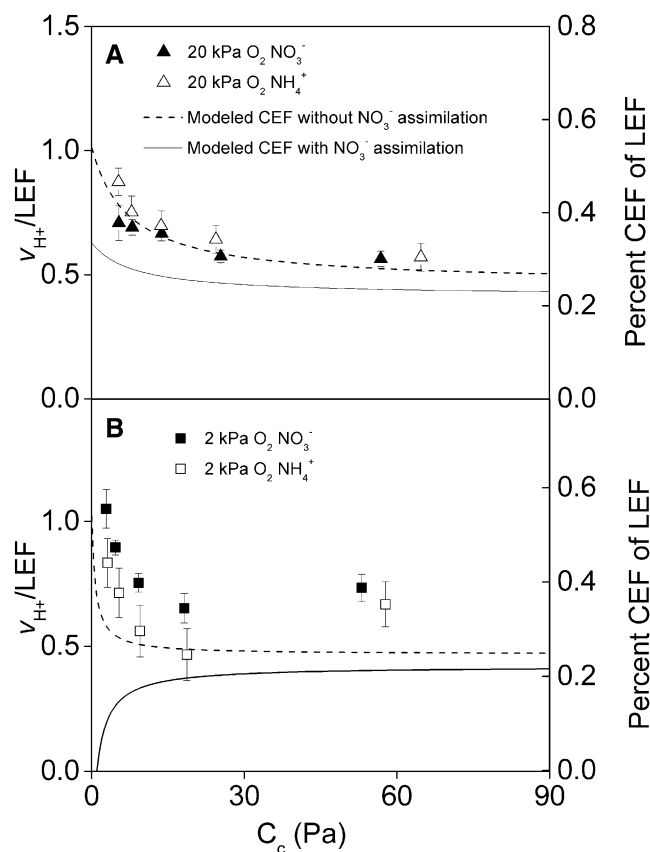 A
20 kPa O₂ NO₃⁻
20 kPa O₂ NH₄⁺
Modeled CEF without NO₃⁻ assimilation
Modeled CEF with NO₃⁻ assimilation
1.5
1.0
0.5
0.0
v_H+/LEF
0.8
0.6
0.4
0.2
0.0
Percent CEF of LEF
B
2 kPa O₂ NO₃⁻
2 kPa O₂ NH₄⁺
1.0
0.5
0.0
v_H+/LEF
0.6
0.4
0.2
0.0
Percent CEF of LEF
0 30 60 90
C_c (Pa)